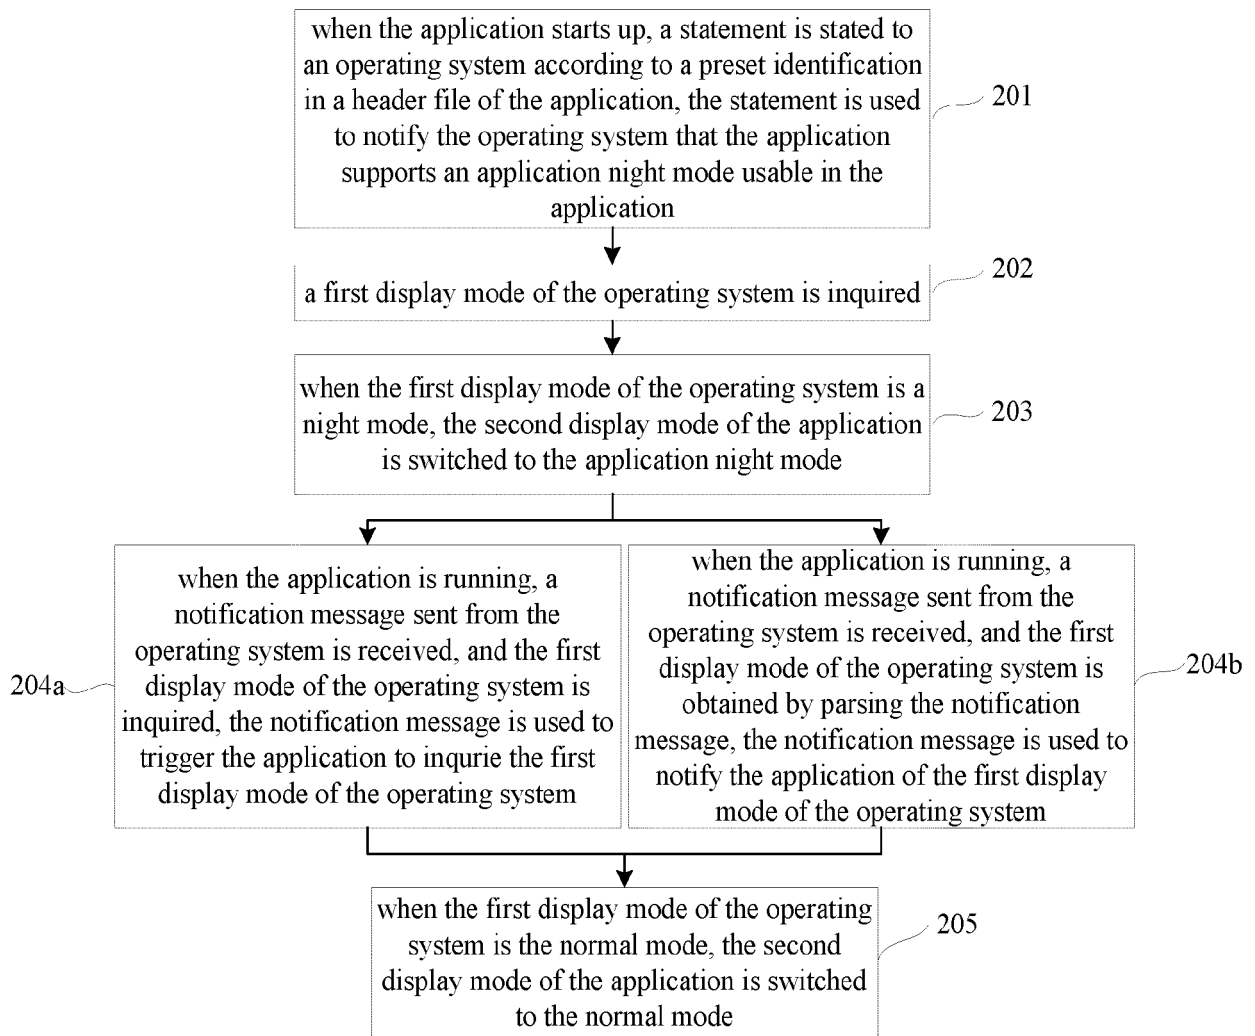 when the application starts up, a statement is stated to
an operating system according to a preset identification
in a header file of the application, the statement is used
to notify the operating system that the application
supports an application night mode usable in the
application
201
a first display mode of the operating system is inquired
202
when the first display mode of the operating system is a
night mode, the second display mode of the application
is switched to the application night mode
203
204a
when the application is running, a
notification message sent from the
operating system is received, and the first
display mode of the operating system is
inquired, the notification message is used to
trigger the application to inqurie the first
display mode of the operating system
when the application is running, a
notification message sent from the
operating system is received, and the first
display mode of the operating system is
obtained by parsing the notification
message, the notification message is used to
notify the application of the first display
mode of the operating system
204b
when the first display mode of the operating
system is the normal mode, the second
display mode of the application is switched
to the normal mode
205